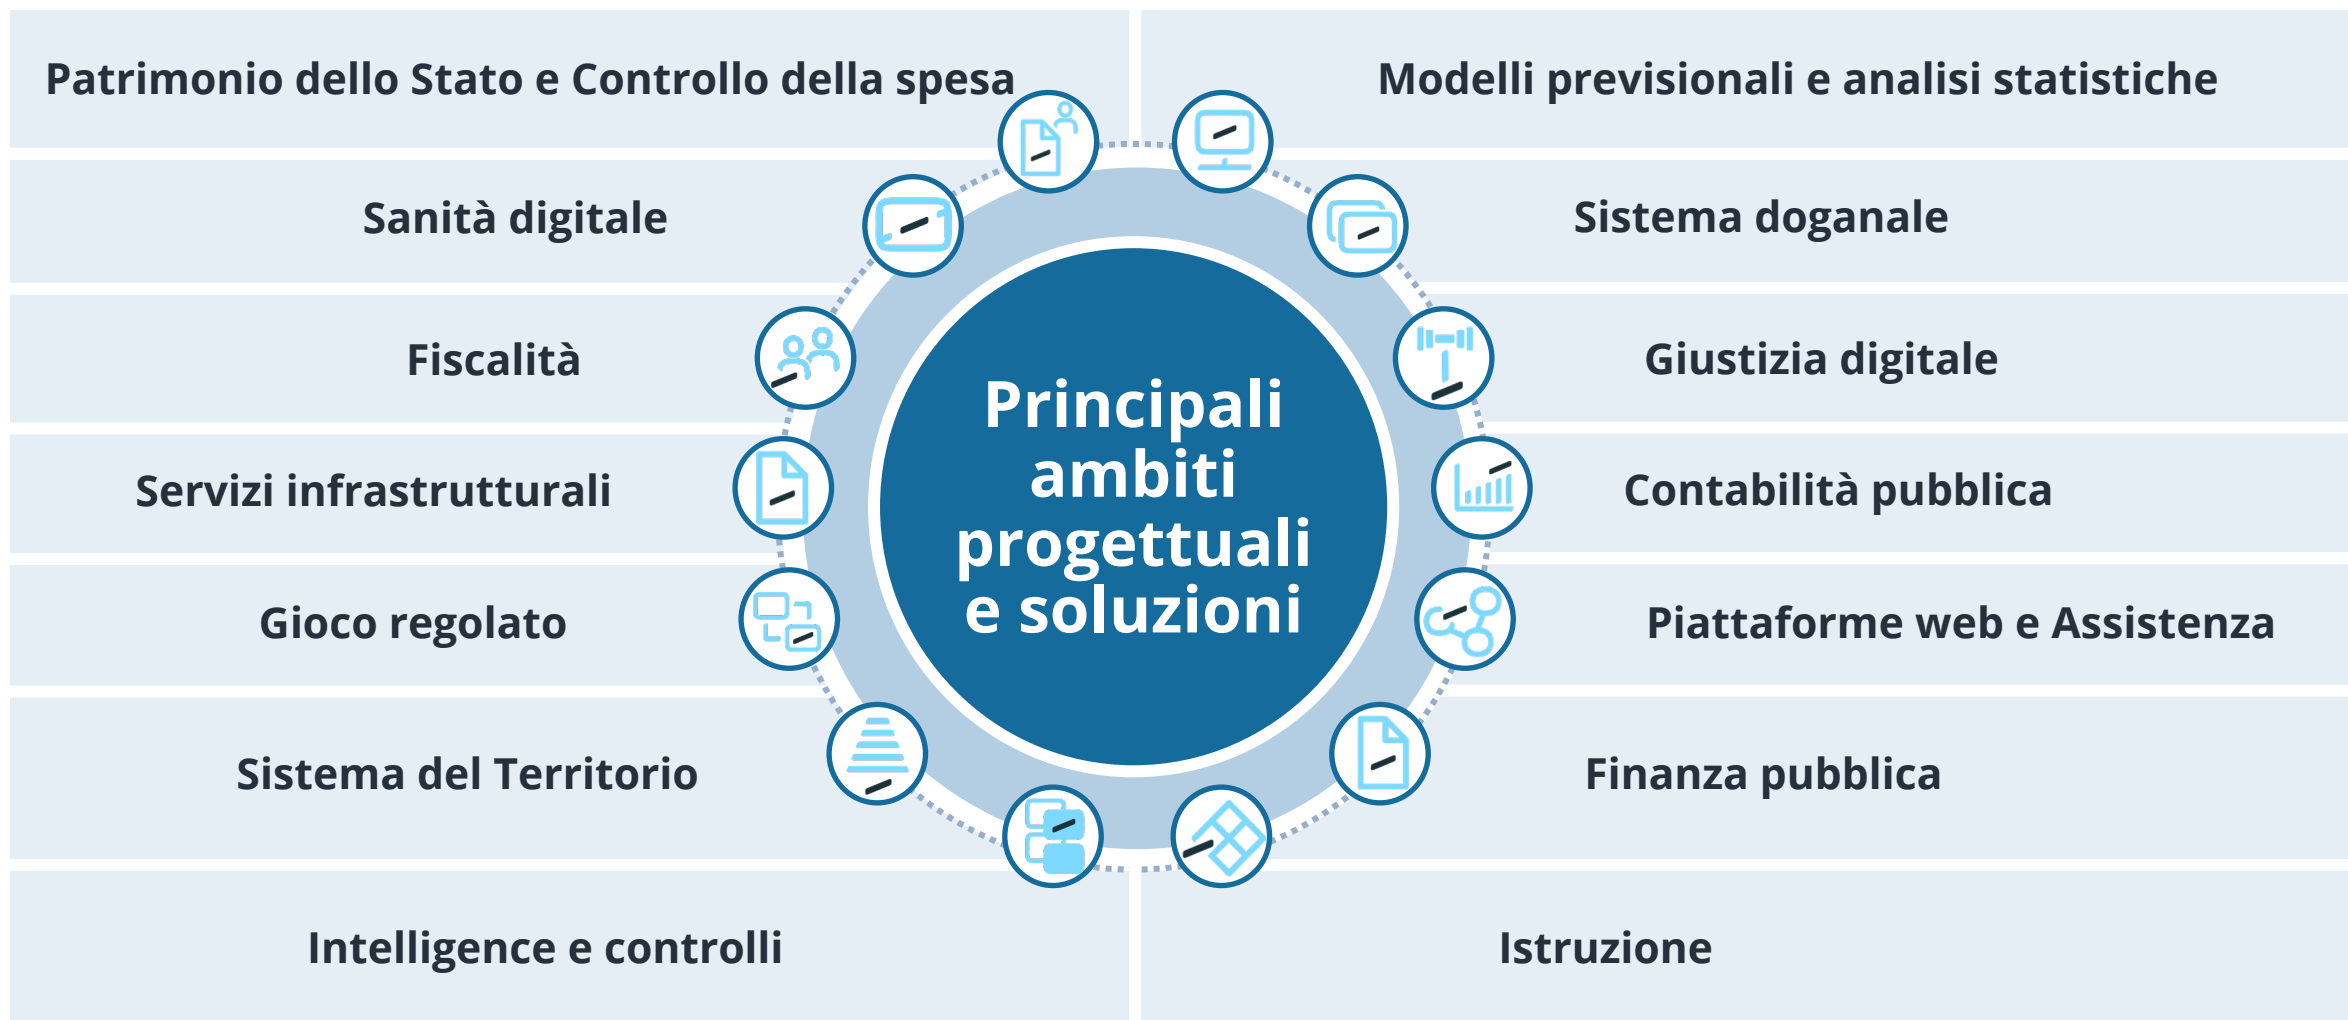 Patrimonio dello Stato e Controllo della spesa
Modelli previsionali e analisi statistiche
Sanità digitale
Sistema doganale
Fiscalità
Giustizia digitale
Principali
ambiti
progettuali
e soluzioni
Servizi infrastrutturali
Contabilità pubblica
Gioco regolato
Piattaforme web e Assistenza
Sistema del Territorio
Finanza pubblica
Intelligence e controlli
Istruzione